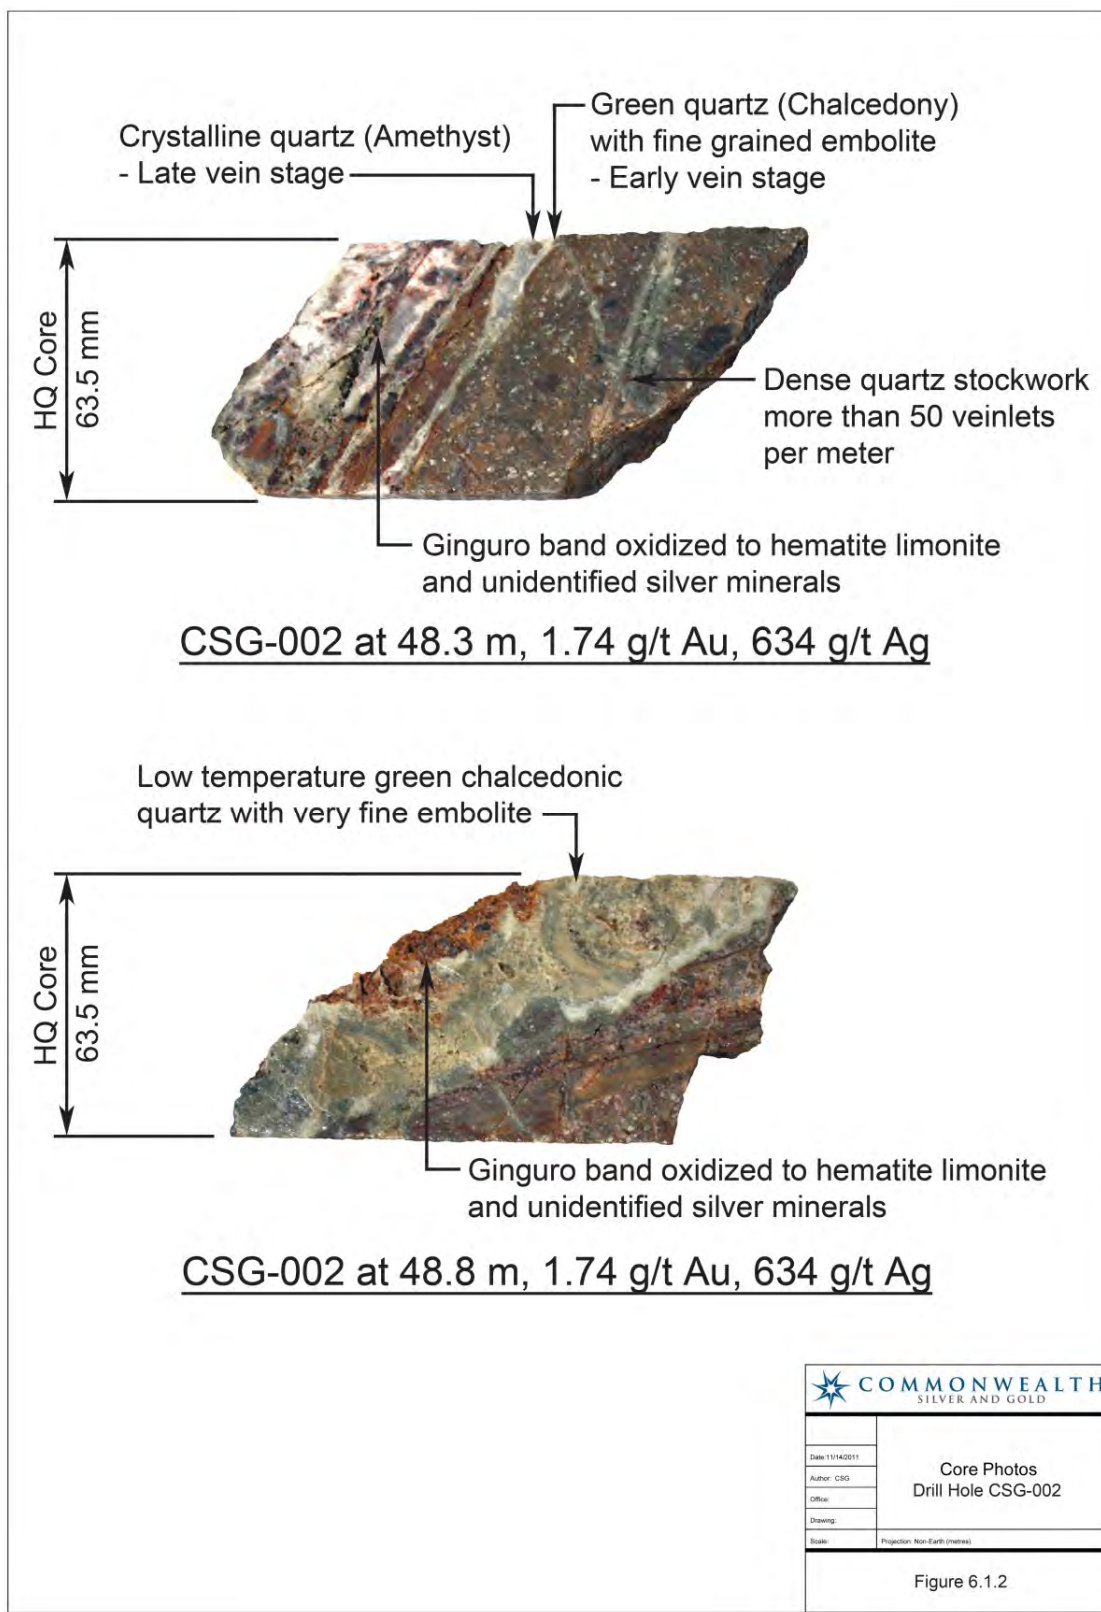 Crystalline quartz (Amethyst)
- Late vein stage
Green quartz (Chalcedony)
with fine grained embolite
- Early vein stage
HQ Core
63.5 mm
Dense quartz stockwork
more than 50 veinlets
per meter
Ginguro band oxidized to hematite limonite
and unidentified silver minerals
CSG-002 at 48.3 m, 1.74 g/t Au, 634 g/t Ag
Low temperature green chalcedonic
quartz with very fine embolite
HQ Core
63.5 mm
Ginguro band oxidized to hematite limonite
and unidentified silver minerals
CSG-002 at 48.8 m, 1.74 g/t Au, 634 g/t Ag
COMMONWEALTH
SILVER AND GOLD
Date:11/14/2011
Author: CSG
Office:
Drawing:
Scale:
Core Photos
Drill Hole CSG-002
Projection: Non-Earth (metres)
Figure 6.1.2